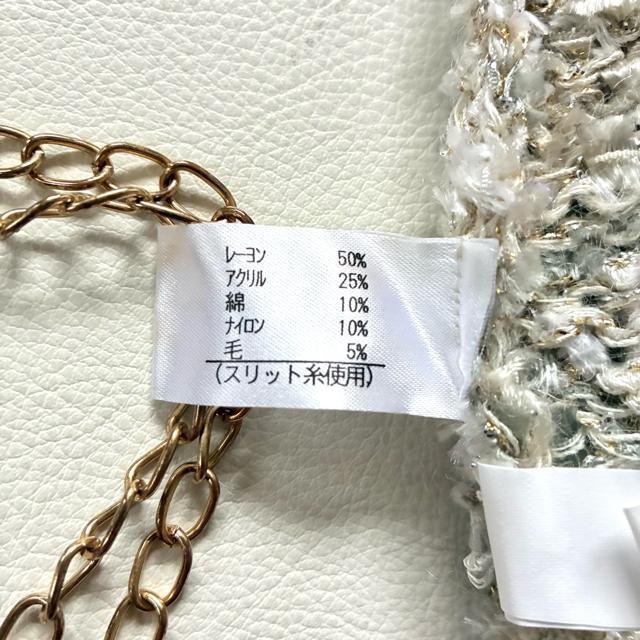 レーヨン 50%
アクリル 25%
綿 10%
ナイロン 10%
毛 5%
(スリット糸使用)